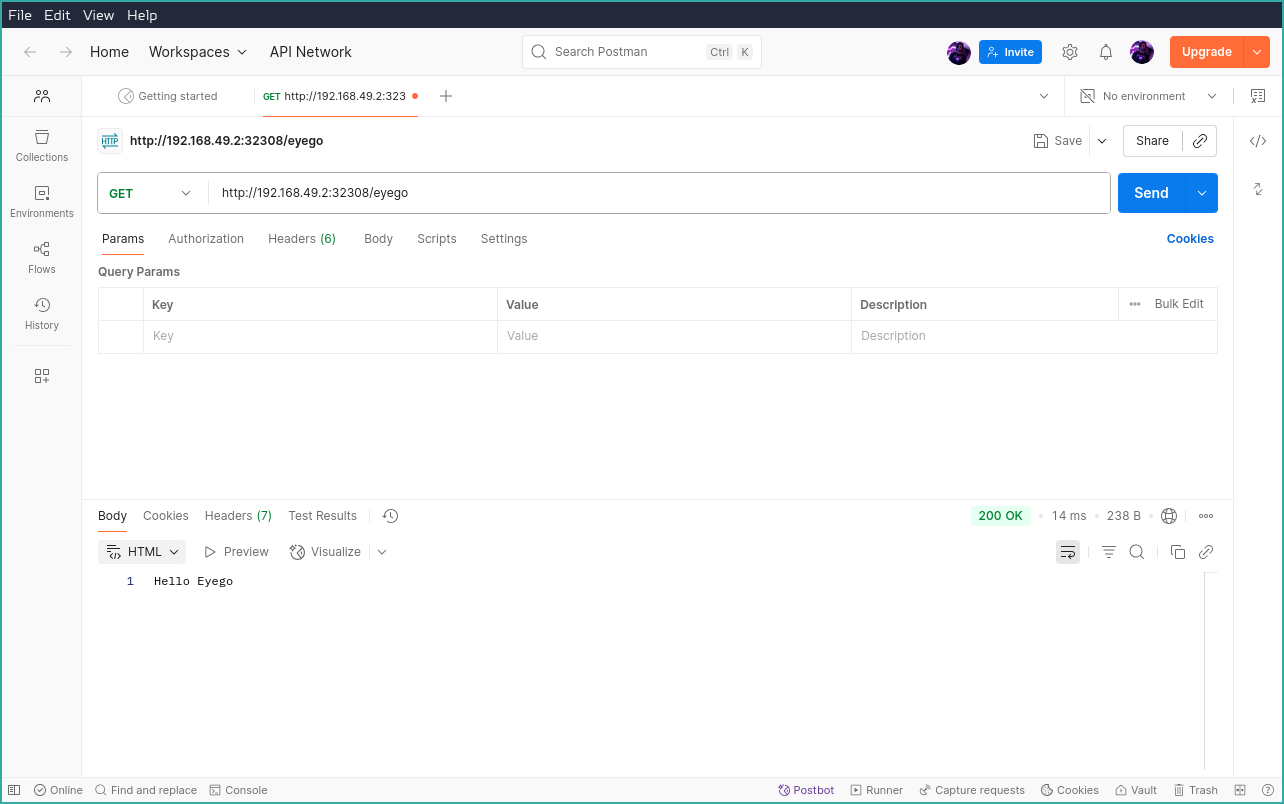 File Edit View Help
Home Workspaces API Network Search Postman Ctrl K Invite Upgrade
Getting started GET http://192.168.49.2:323 No environment
HTTP http://192.168.49.2:32308/eyego Save Share
Collections
GET http://192.168.49.2:32308/eyego Send
Environments
Params Authorization Headers (6) Body Scripts Settings Cookies
Flows
Query Params
Key Value Description Bulk Edit
History
Key Value Description
Body Cookies Headers (7) Test Results 200 OK 14 ms 238 B
HTML Preview Visualize
1 Hello Eyego
Online Find and replace Console Postbot Runner Capture requests Cookies Vault Trash